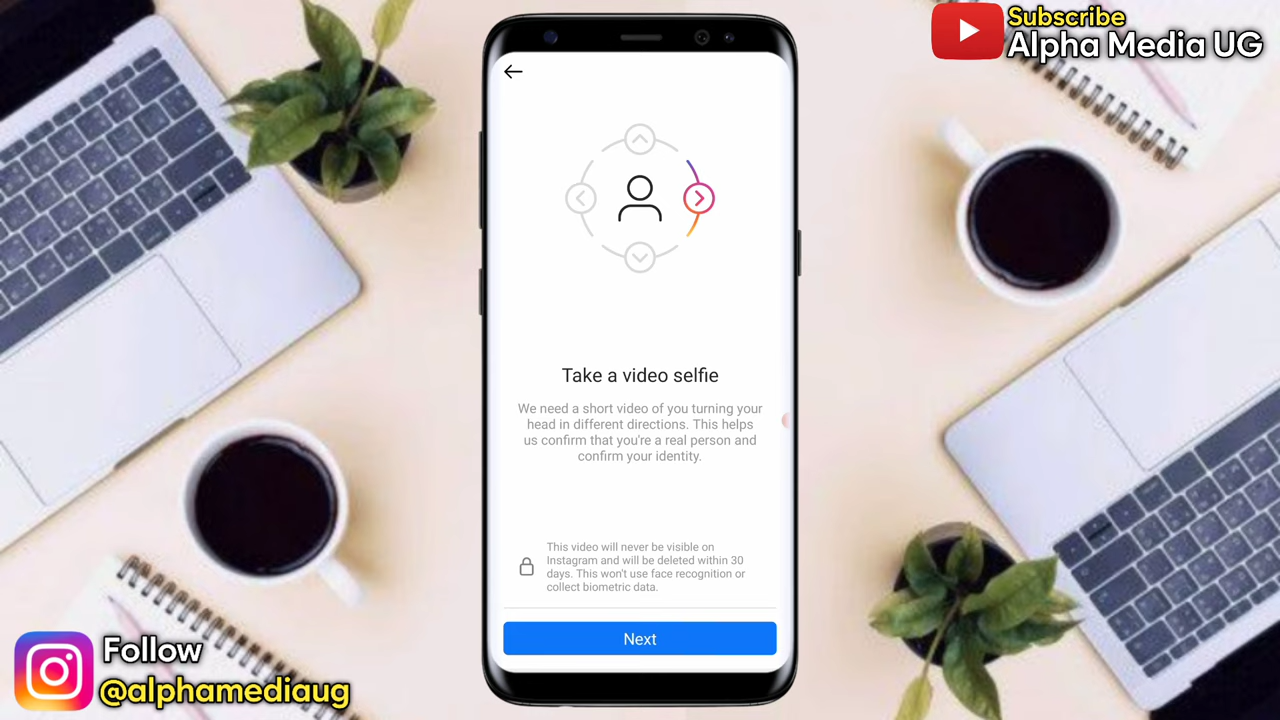 Subscribe
Alpha Media UG
Take a video selfie
We need a short video of you turning your
head in different directions. This helps
us confirm that you're a real person and
confirm your identity.
This video will never be visible on
Instagram and will be deleted within 30
days. This won't use face recognition or
collect biometric data.
Next
Follow
@alphamediaug